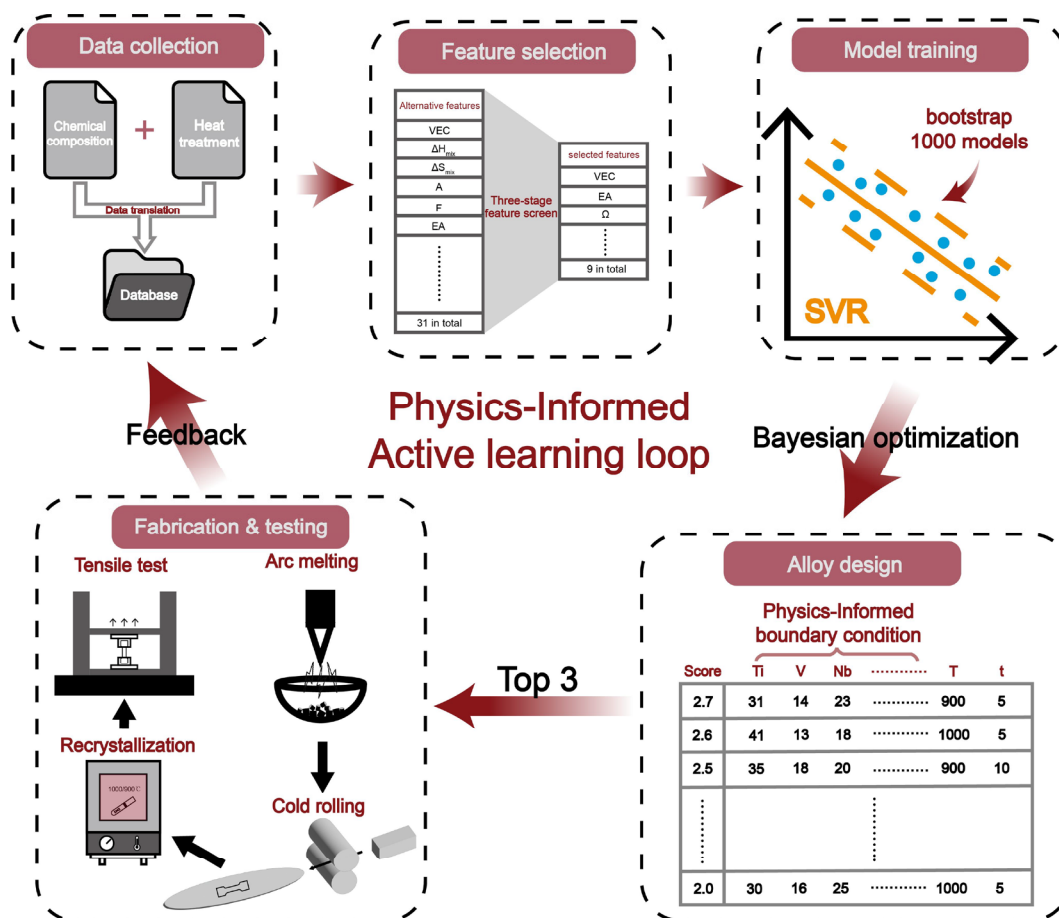 Data collection
Chemical
composition
+
Heat
treatment
Data translation
Database
Feature selection
Alternative features
VEC
ΔHmix
ΔSmix
A
F
EA
31 in total
Three-stage
feature screen
selected features
VEC
EA
Ω
9 in total
Model training
bootstrap
1000 models
SVR
Physics-Informed
Active learning loop
Feedback
Bayesian optimization
Fabrication & testing
Tensile test
Arc melting
Recrystallization
1000/900℃
Cold rolling
Top 3
Alloy design
Physics-Informed
boundary condition
Score Ti V Nb ············ T t
2.7 31 14 23 ············ 900 5
2.6 41 13 18 ············ 1000 5
2.5 35 18 20 ············ 900 10
2.0 30 16 25 ············ 1000 5